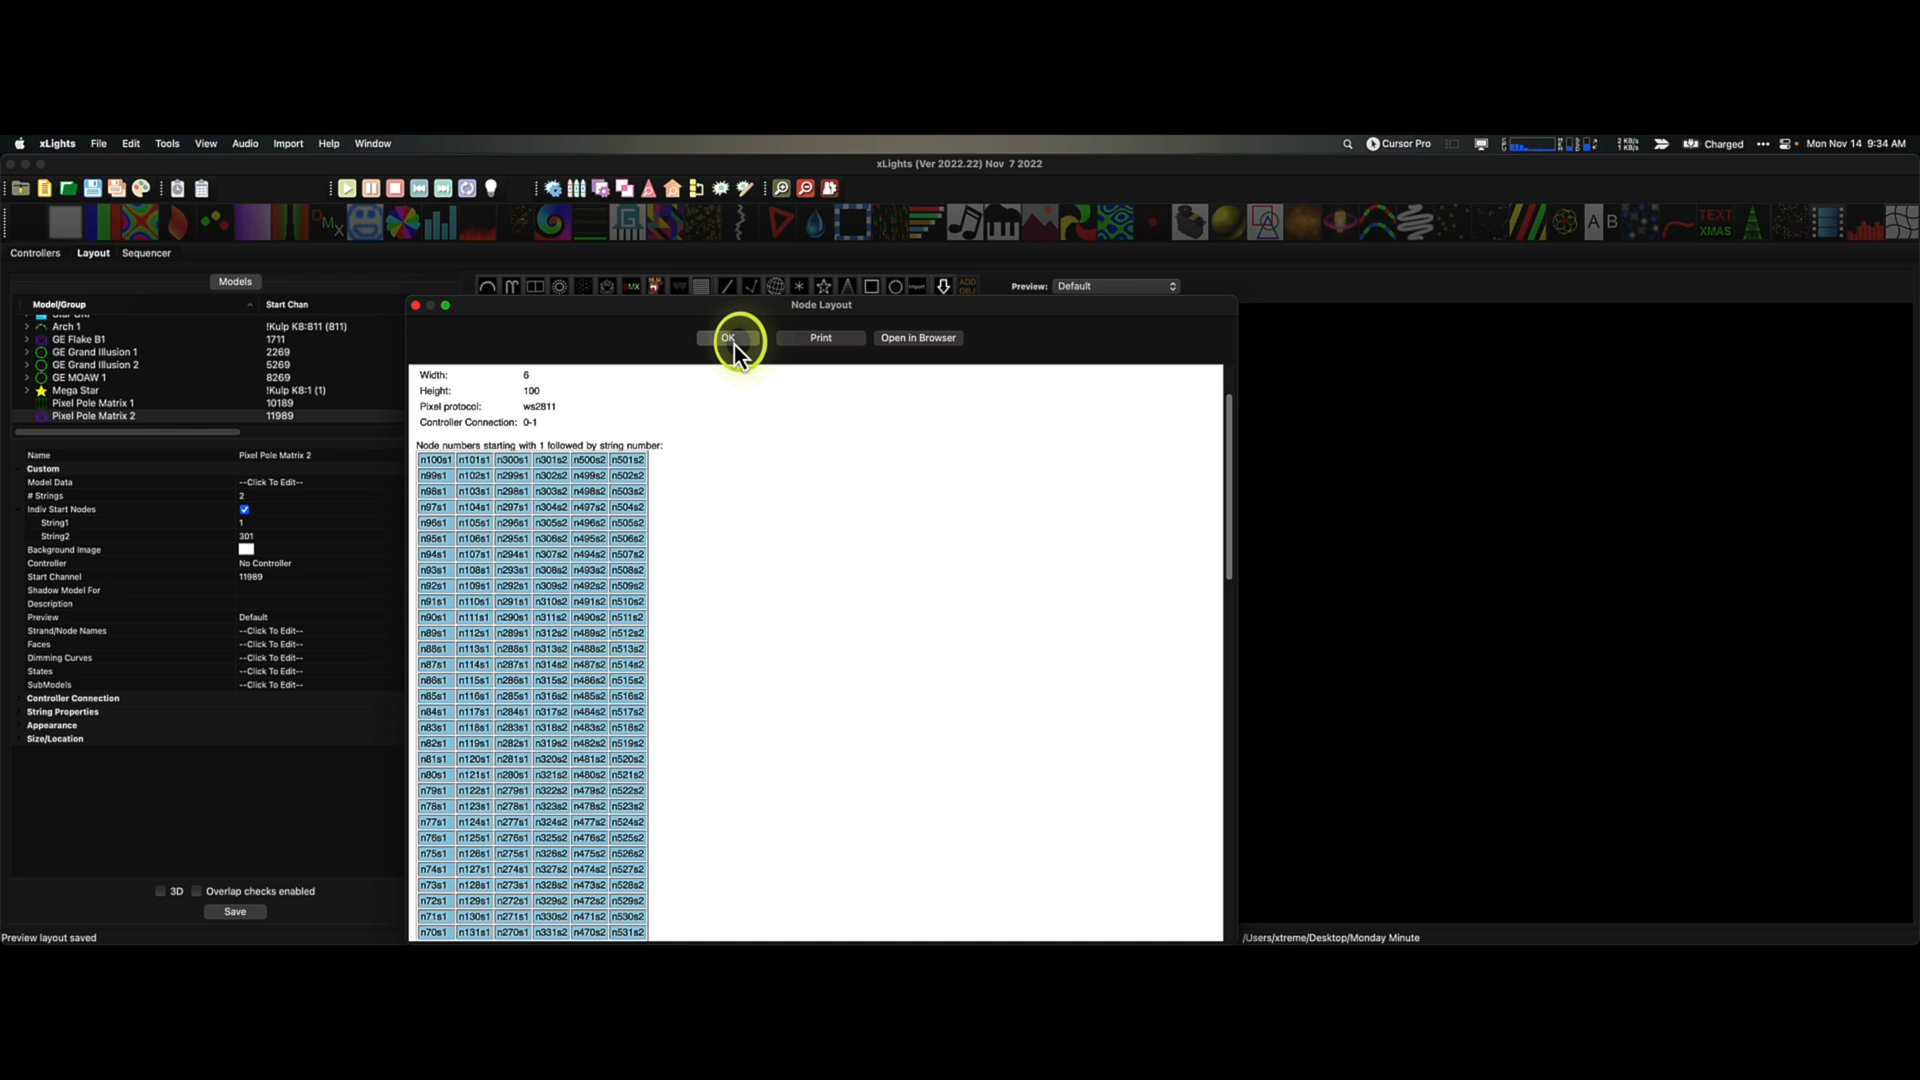 xLights File Edit Tools View Audio Import Help Window
Cursor Pro 2 KB/s 1 KB/s Charged ••• Mon Nov 14 9:34 AM
xLights (Ver 2022.22) Nov 7 2022
TEXT XMAS
Controllers Layout Sequencer
Models
Preview: Default
Model/Group Start Chan
Arch 1 !Kulp K8:811 (811)
GE Flake B1 1711
GE Grand Illusion 1 2269
GE Grand Illusion 2 5269
GE MOAW 1 8269
Mega Star !Kulp K8:1 (1)
Pixel Pole Matrix 1 10189
Pixel Pole Matrix 2 11989
Name Pixel Pole Matrix 2
Custom
Model Data --Click To Edit--
# Strings 2
Indiv Start Nodes
String1 1
String2 301
Background Image
Controller No Controller
Start Channel 11989
Shadow Model For
Description
Preview Default
Strand/Node Names --Click To Edit--
Faces --Click To Edit--
Dimming Curves --Click To Edit--
States --Click To Edit--
SubModels --Click To Edit--
Controller Connection
String Properties
Appearance
Size/Location
3D Overlap checks enabled
Save
Preview layout saved
Node Layout
OK Print Open in Browser
Width: 6
Height: 100
Pixel protocol: ws2811
Controller Connection: 0-1
Node numbers starting with 1 followed by string number:
n100s1 n101s1 n300s1 n301s2 n500s2 n501s2
n99s1 n102s1 n299s1 n302s2 n499s2 n502s2
n98s1 n103s1 n298s1 n303s2 n498s2 n503s2
n97s1 n104s1 n297s1 n304s2 n497s2 n504s2
n96s1 n105s1 n296s1 n305s2 n496s2 n505s2
n95s1 n106s1 n295s1 n306s2 n495s2 n506s2
n94s1 n107s1 n294s1 n307s2 n494s2 n507s2
n93s1 n108s1 n293s1 n308s2 n493s2 n508s2
n92s1 n109s1 n292s1 n309s2 n492s2 n509s2
n91s1 n110s1 n291s1 n310s2 n491s2 n510s2
n90s1 n111s1 n290s1 n311s2 n490s2 n511s2
n89s1 n112s1 n289s1 n312s2 n489s2 n512s2
n88s1 n113s1 n288s1 n313s2 n488s2 n513s2
n87s1 n114s1 n287s1 n314s2 n487s2 n514s2
n86s1 n115s1 n286s1 n315s2 n486s2 n515s2
n85s1 n116s1 n285s1 n316s2 n485s2 n516s2
n84s1 n117s1 n284s1 n317s2 n484s2 n517s2
n83s1 n118s1 n283s1 n318s2 n483s2 n518s2
n82s1 n119s1 n282s1 n319s2 n482s2 n519s2
n81s1 n120s1 n281s1 n320s2 n481s2 n520s2
n80s1 n121s1 n280s1 n321s2 n480s2 n521s2
n79s1 n122s1 n279s1 n322s2 n479s2 n522s2
n78s1 n123s1 n278s1 n323s2 n478s2 n523s2
n77s1 n124s1 n277s1 n324s2 n477s2 n524s2
n76s1 n125s1 n276s1 n325s2 n476s2 n525s2
n75s1 n126s1 n275s1 n326s2 n475s2 n526s2
n74s1 n127s1 n274s1 n327s2 n474s2 n527s2
n73s1 n128s1 n273s1 n328s2 n473s2 n528s2
n72s1 n129s1 n272s1 n329s2 n472s2 n529s2
n71s1 n130s1 n271s1 n330s2 n471s2 n530s2
n70s1 n131s1 n270s1 n331s2 n470s2 n531s2
/Users/xtreme/Desktop/Monday Minute